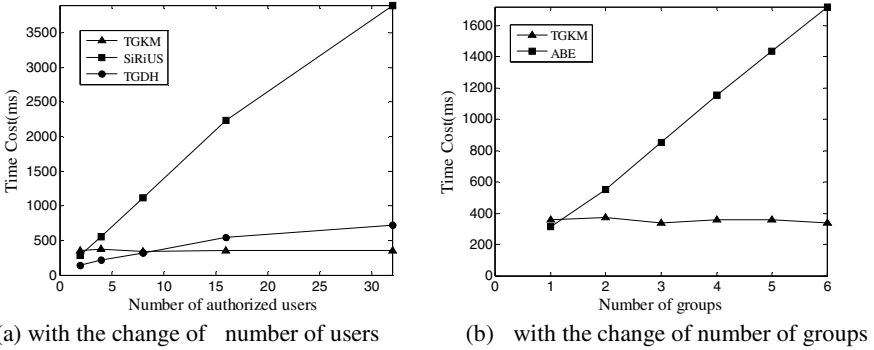 TGKM
SiRiUS
TGDH
3500
3000
2500
2000
1500
1000
500
0
0 5 10 15 20 25 30
Time Cost(ms)
Number of authorized users
(a) with the change of number of users
TGKM
ABE
1600
1400
1200
1000
800
600
400
200
0
0 1 2 3 4 5 6
Time Cost(ms)
Number of groups
(b) with the change of number of groups